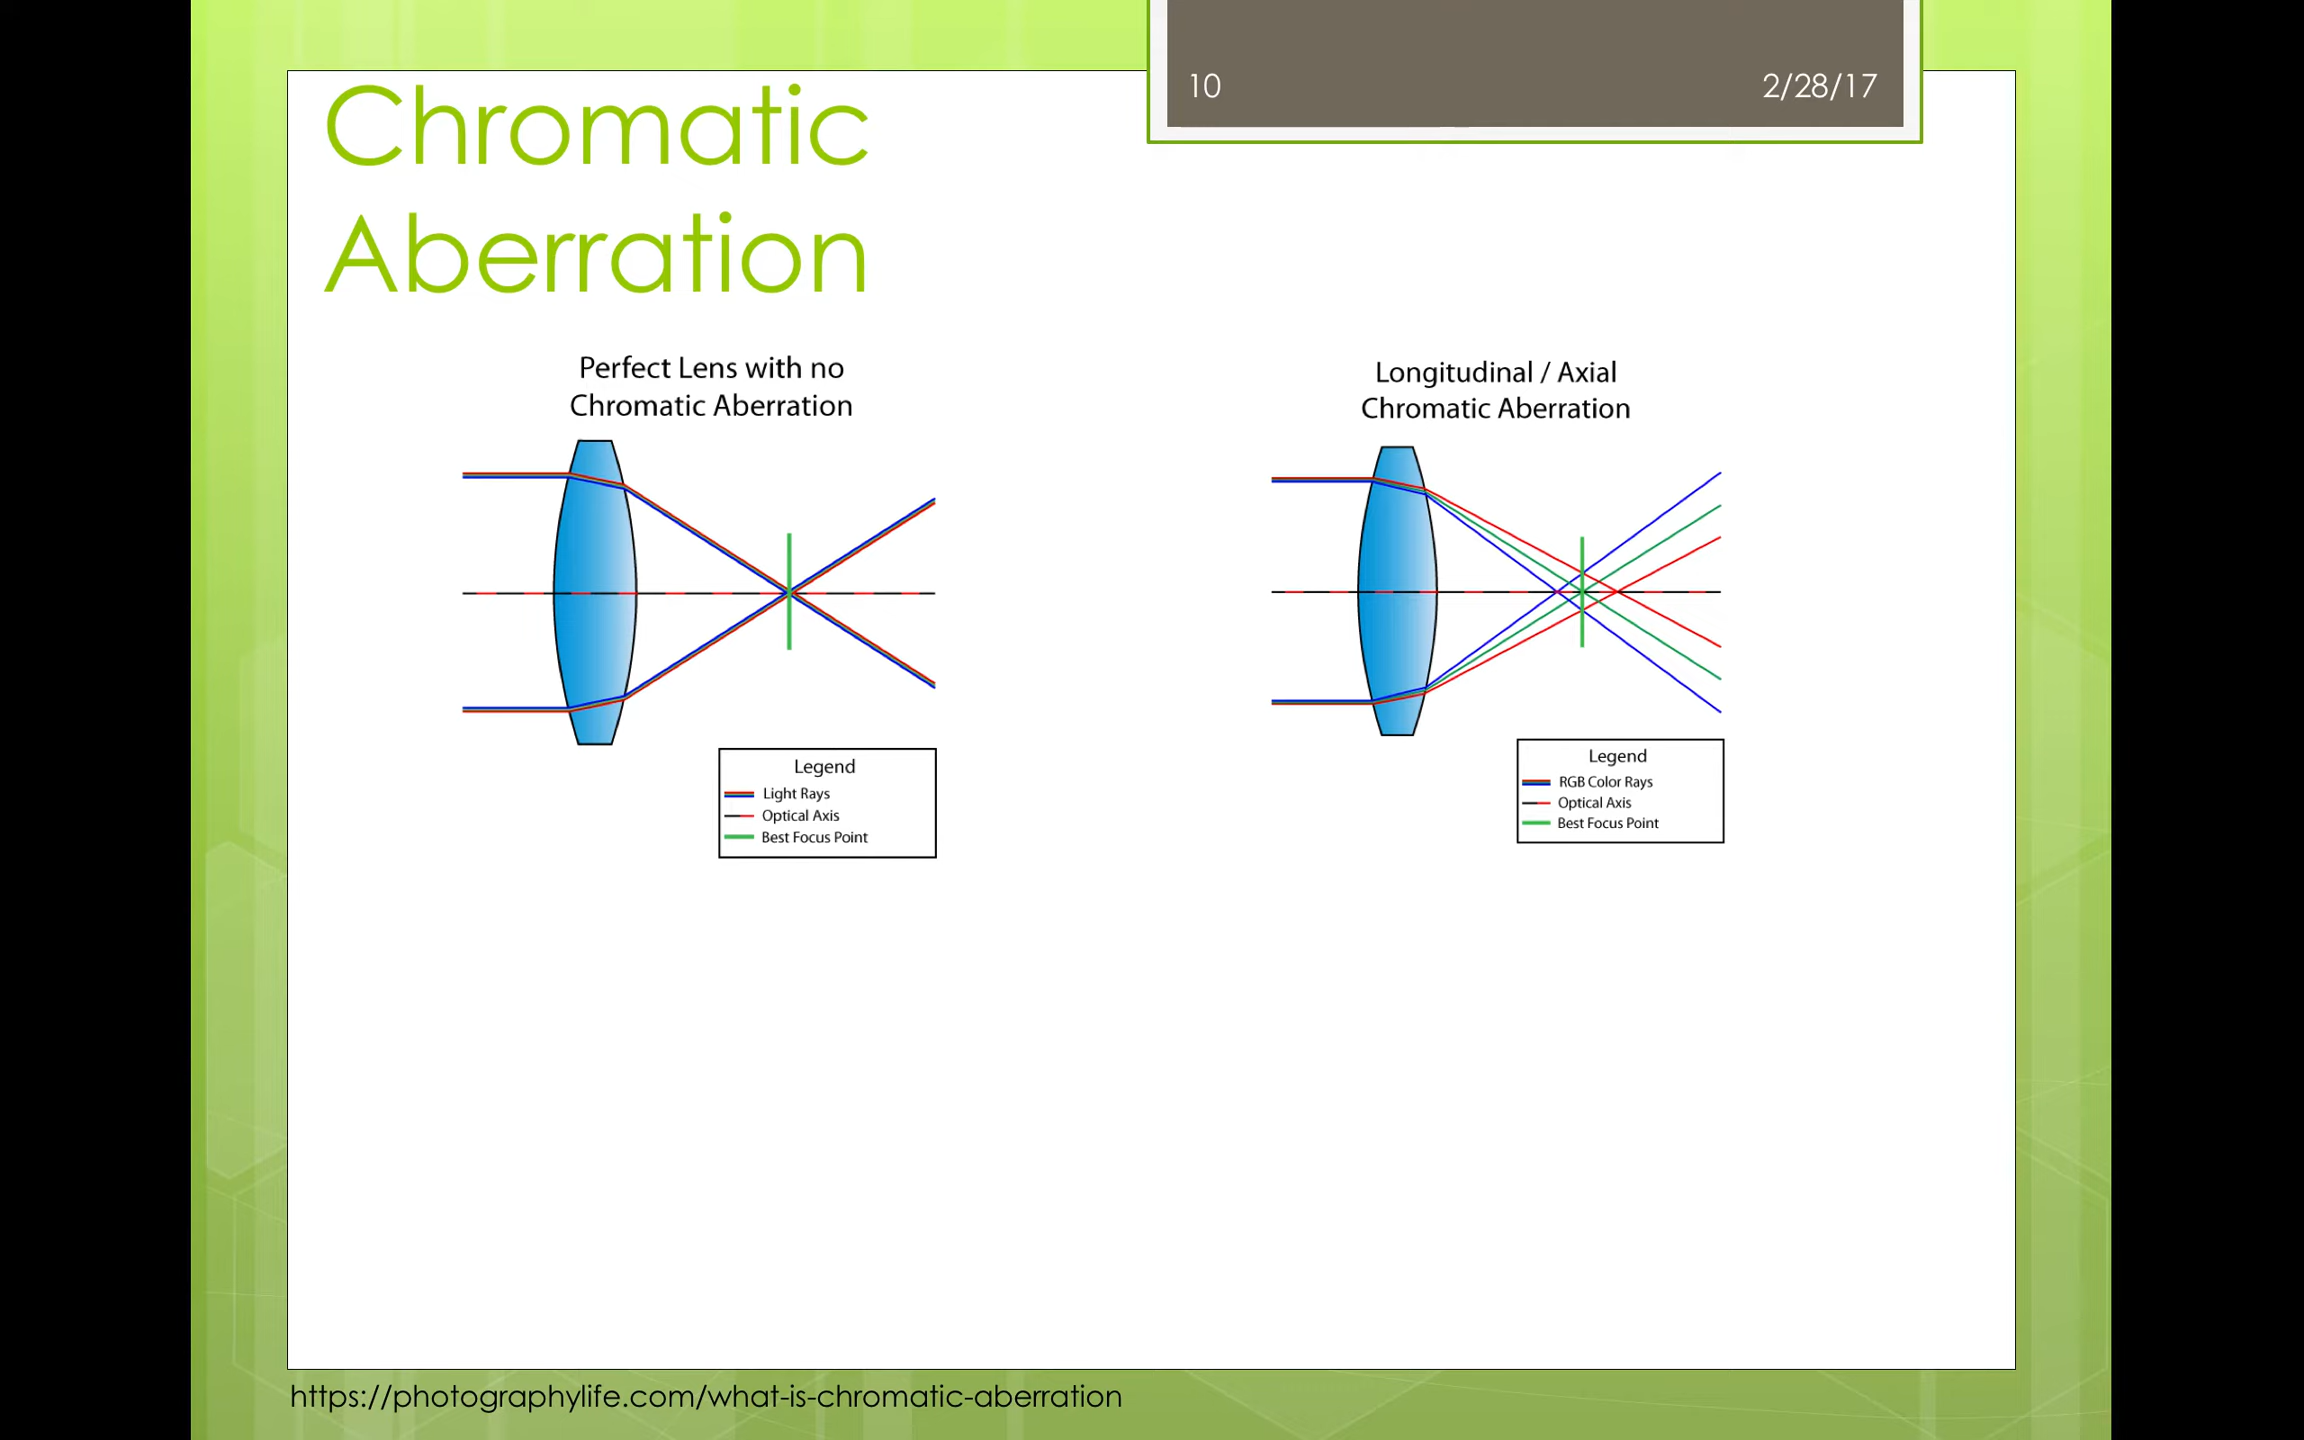 10
2/28/17
Chromatic
Aberration
Perfect Lens with no
Chromatic Aberration
Legend
Light Rays
Optical Axis
Best Focus Point
Longitudinal / Axial
Chromatic Aberration
Legend
RGB Color Rays
Optical Axis
Best Focus Point
https://photographylife.com/what-is-chromatic-aberration